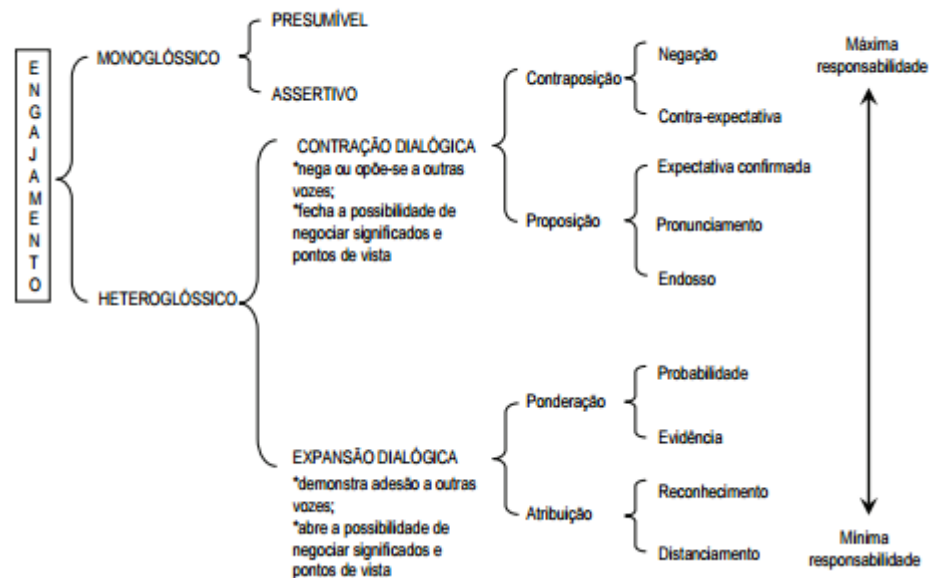 ENGAJAMENTO
MONOGLÓSSICO
PRESUMÍVEL
ASSERTIVO
HETEROGLÓSSICO
CONTRAÇÃO DIALÓGICA
*nega ou opõe-se a outras
vozes;
*fecha a possibilidade de
negociar significados e
pontos de vista
Contraposição
Negação
Contra-expectativa
Proposição
Expectativa confirmada
Pronunciamento
Endosso
EXPANSÃO DIALÓGICA
*demonstra adesão a outras
vozes;
*abre a possibilidade de
negociar significados e
pontos de vista
Ponderação
Probabilidade
Evidência
Atribuição
Reconhecimento
Distanciamento
Máxima
responsabilidade
Mínima
responsabilidade